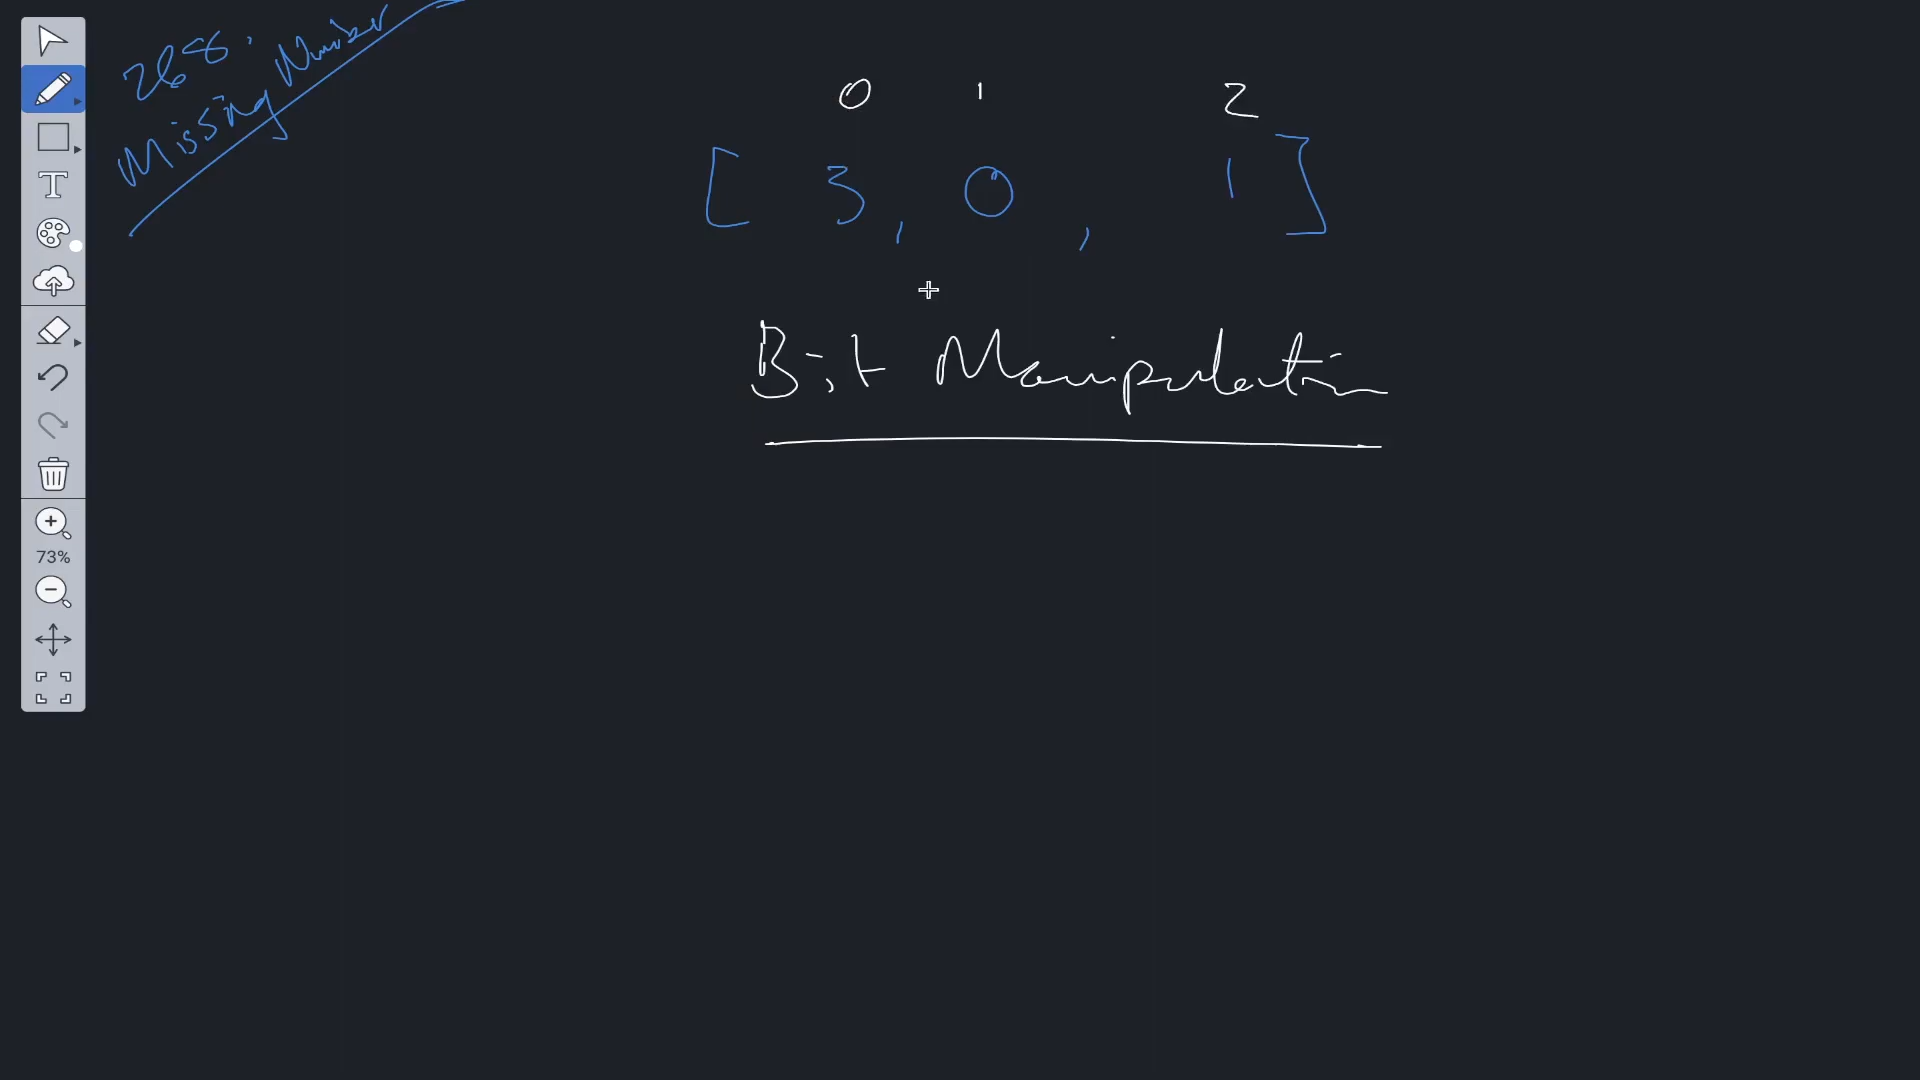 268.
Missing Number
0 1 2
[ 3 , 0 , 1 ]
Bit Manipulation
T
73%